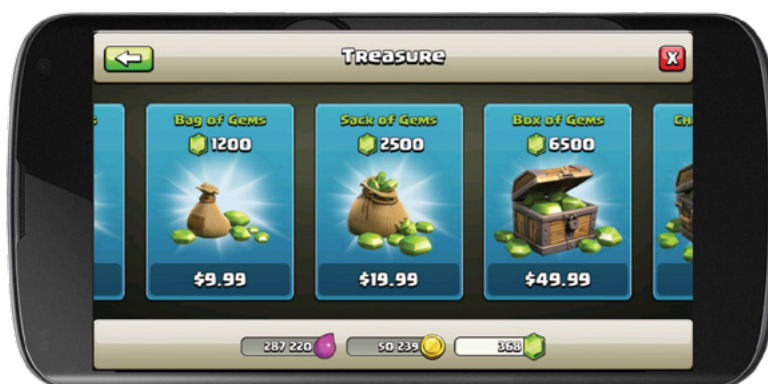 Treasure
X
Bag of Gems
1200
$9.99
Sack of Gems
2500
$19.99
Box of Gems
6500
$49.99
287 220
50 239
368